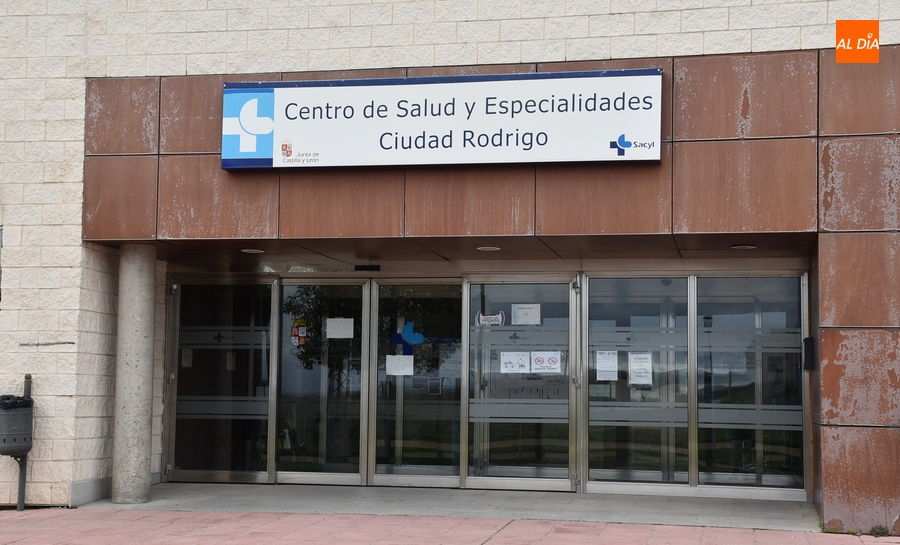 AL DÍA
Centro de Salud y Especialidades
Ciudad Rodrigo
Junta de
Castilla y León
Sacyl